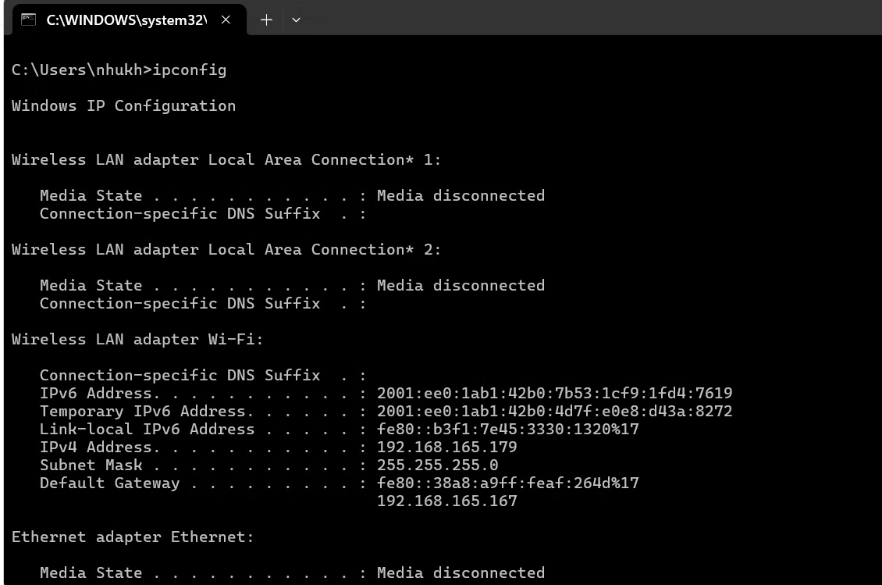 C:\WINDOWS\system32\
C:\Users\nhukh>ipconfig
Windows IP Configuration
Wireless LAN adapter Local Area Connection* 1:
Media State . . . . . . . . . . . : Media disconnected
Connection-specific DNS Suffix  . :
Wireless LAN adapter Local Area Connection* 2:
Media State . . . . . . . . . . . : Media disconnected
Connection-specific DNS Suffix  . :
Wireless LAN adapter Wi-Fi:
Connection-specific DNS Suffix  . :
IPv6 Address. . . . . . . . . . . : 2001:ee0:1ab1:42b0:7b53:1cf9:1fd4:7619
Temporary IPv6 Address. . . . . . : 2001:ee0:1ab1:42b0:4d7f:e0e8:d43a:8272
Link-local IPv6 Address . . . . . : fe80::b3f1:7e45:3330:1320%17
IPv4 Address. . . . . . . . . . . : 192.168.165.179
Subnet Mask . . . . . . . . . . . : 255.255.255.0
Default Gateway . . . . . . . . . : fe80::38a8:a9ff:feaf:264d%17
192.168.165.167
Ethernet adapter Ethernet:
Media State . . . . . . . . . . . : Media disconnected